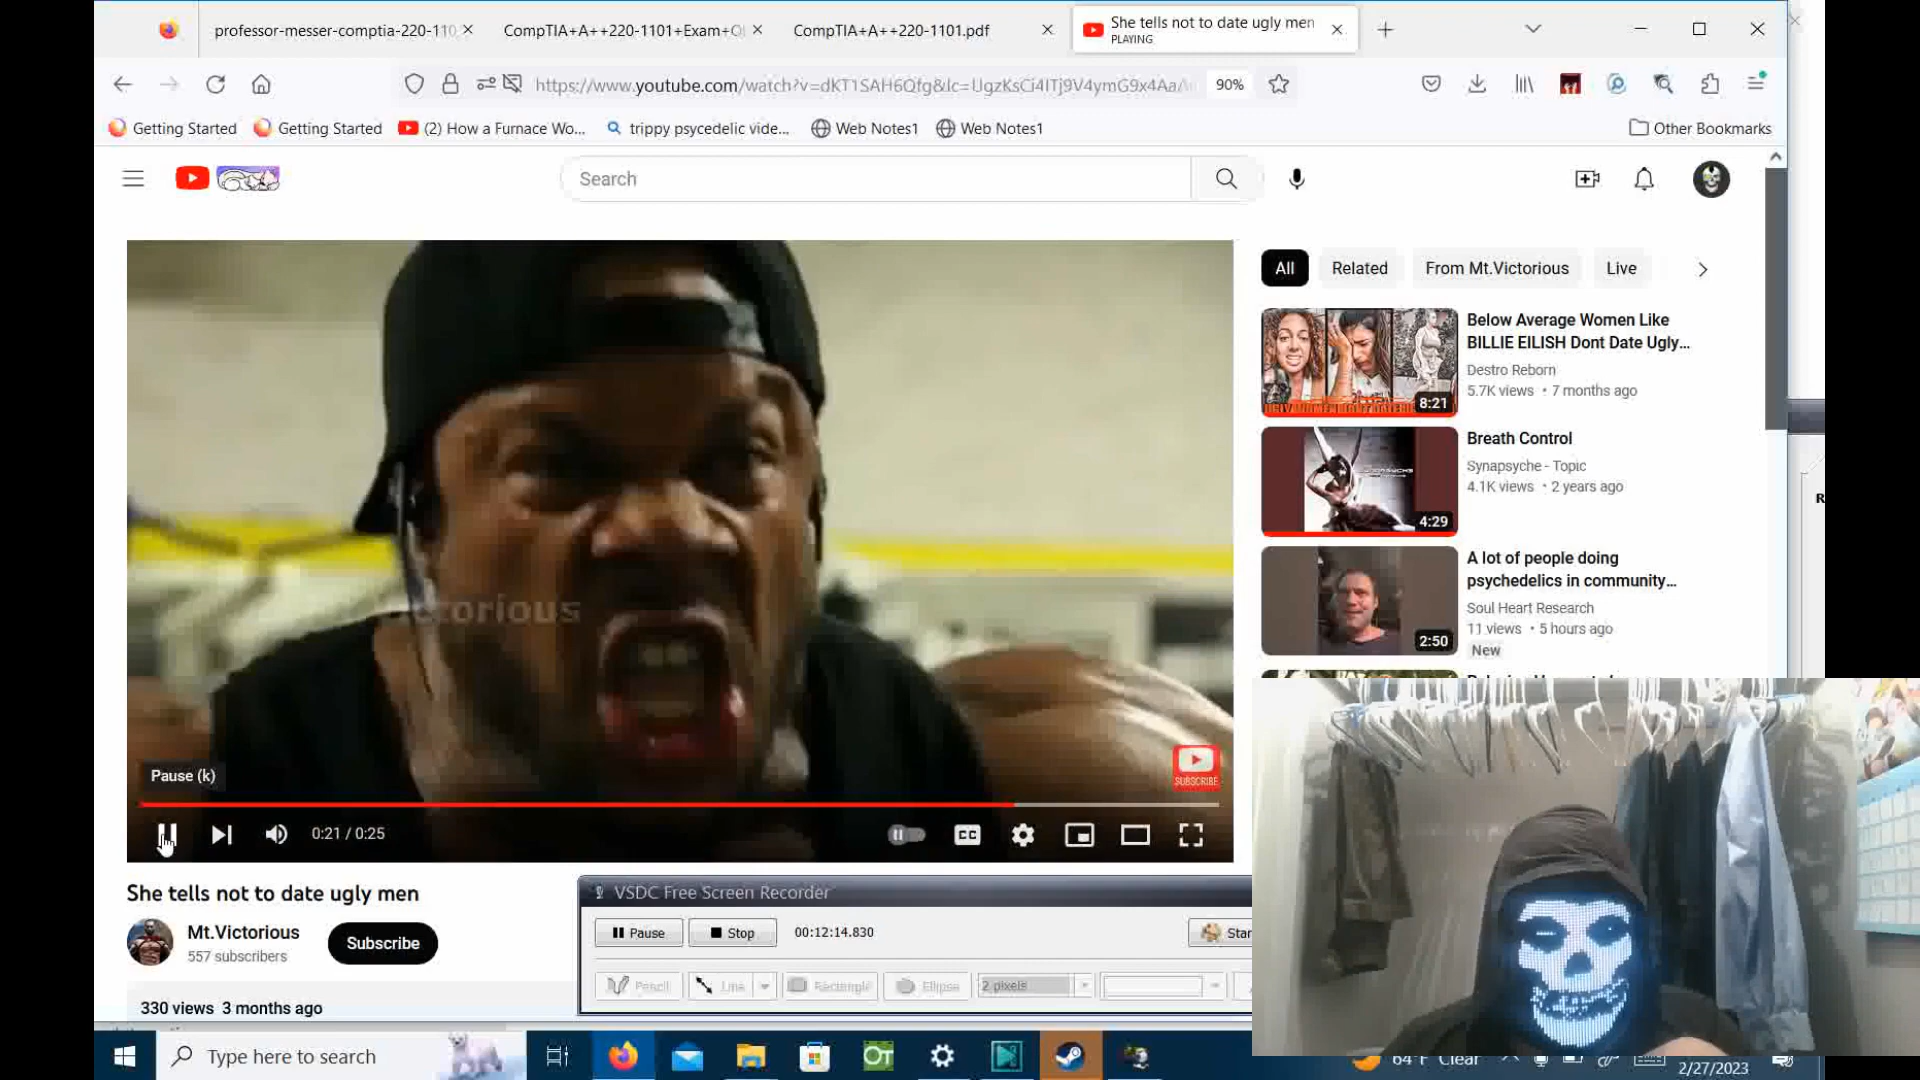 professor-messer-comptia-220-110
CompTIA+A++220-1101+Exam+Q
CompTIA+A++220-1101.pdf
She tells not to date ugly men
PLAYING
https://www.youtube.com/watch?v=dKT1SAH6Qfg&lc=UgzKsCi4ITj9V4ymG9x4Aa
90%
Getting Started
Getting Started
(2) How a Furnace Wo...
trippy psycedelic vide...
Web Notes1
Web Notes1
Other Bookmarks
Search
All
Related
From Mt.Victorious
Live
Below Average Women Like
BILLIE EILISH Dont Date Ugly...
Destro Reborn
5.7K views • 7 months ago
8:21
Breath Control
Synapsyche - Topic
4.1K views • 2 years ago
4:29
A lot of people doing
psychedelics in community...
Soul Heart Research
11 views • 5 hours ago
New
2:50
torious
SUBSCRIBE
Pause (k)
0:21 / 0:25
CC
She tells not to date ugly men
Mt.Victorious
557 subscribers
Subscribe
330 views 3 months ago
VSDC Free Screen Recorder
Pause
Stop
00:12:14.830
Star
Pencil
Line
Rectangle
Ellipse
2 pixels
R
Type here to search
OT
64°F Clear
2/27/2023